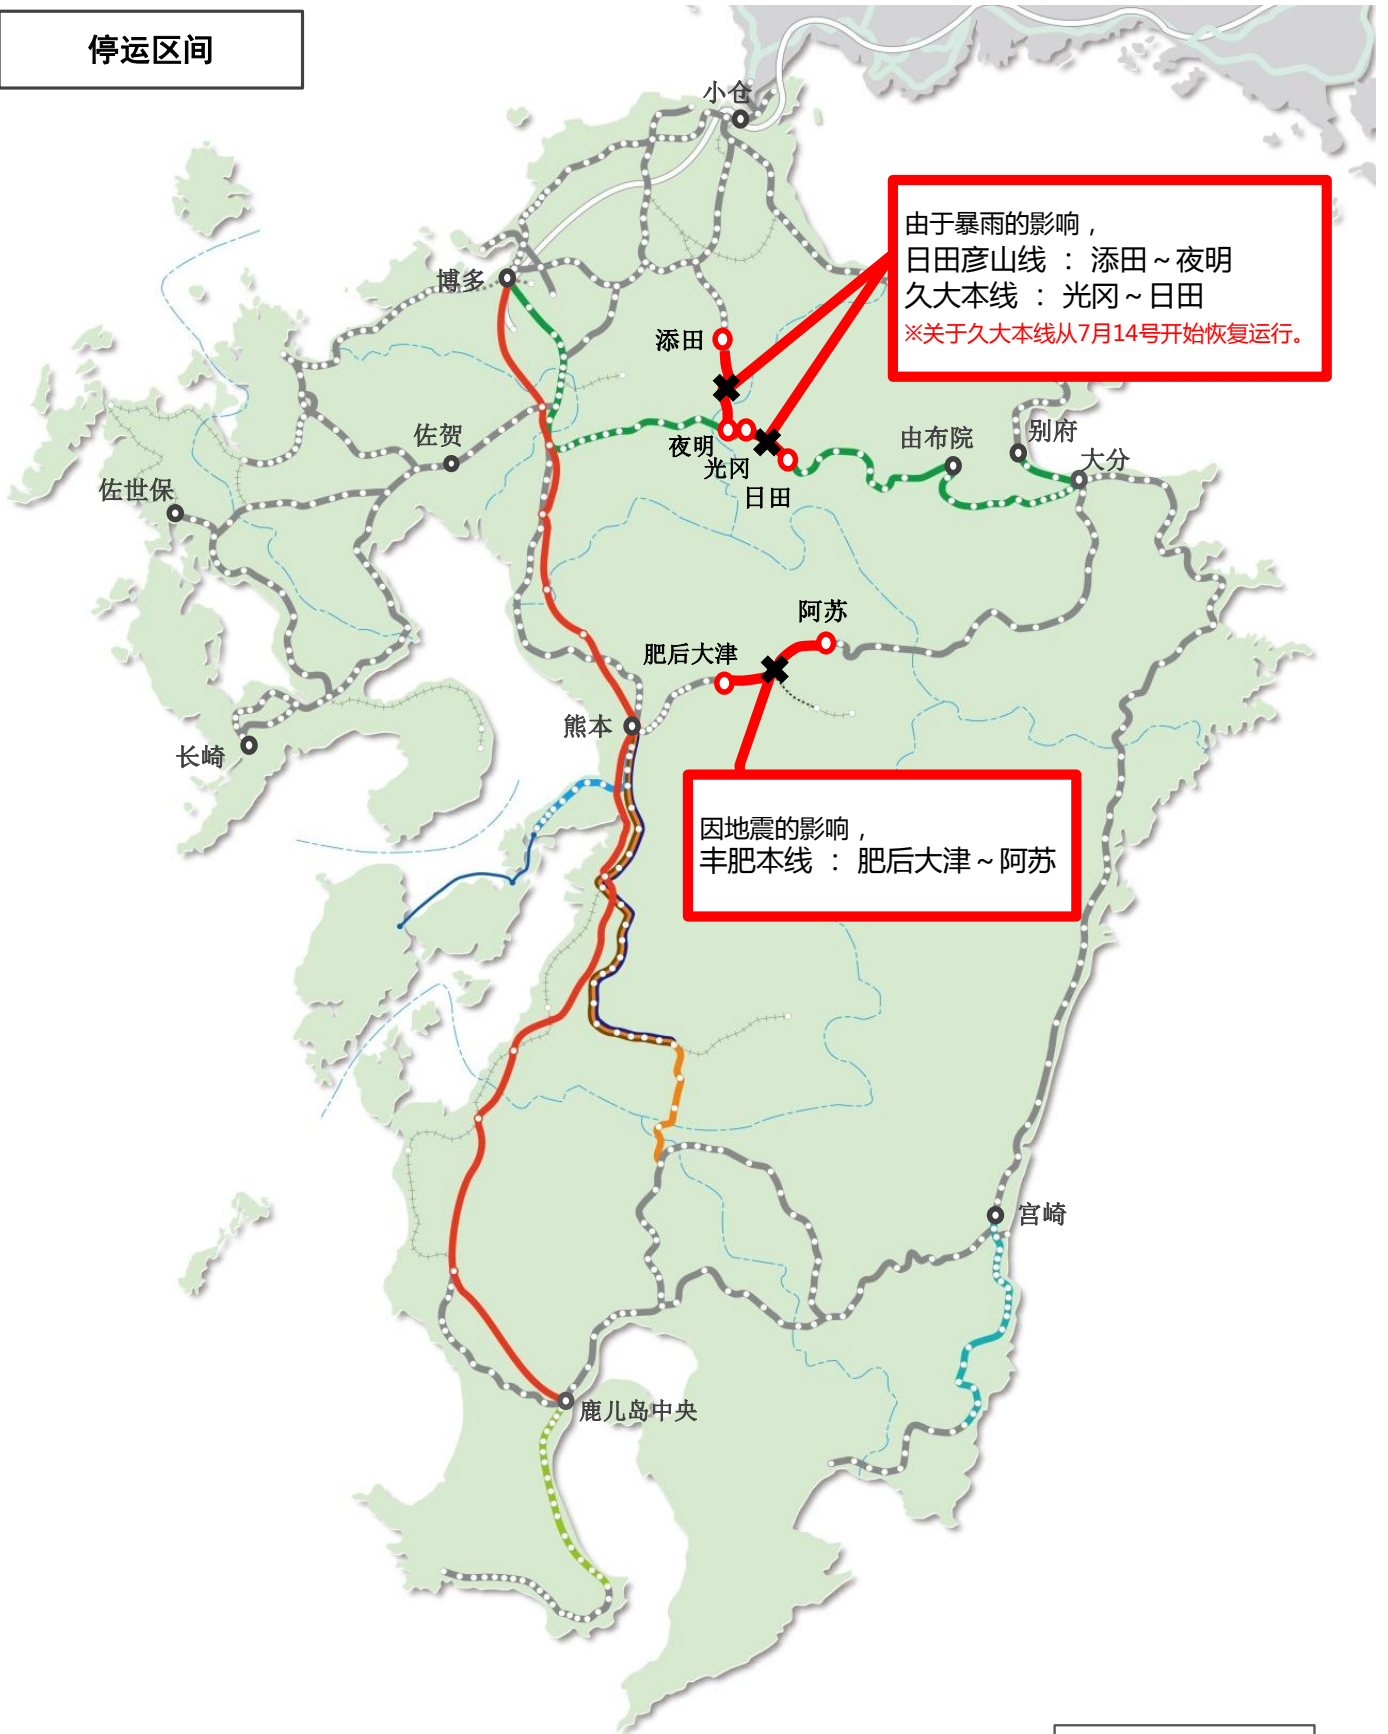 停运区间
小仓
由于暴雨的影响，
日田彦山线 ： 添田～夜明
久大本线 ： 光冈～日田
※关于久大本线从7月14号开始恢复运行。
博多
添田
佐贺
夜明
光冈
日田
由布院
别府
大分
佐世保
阿苏
肥后大津
熊本
长崎
因地震的影响，
丰肥本线 ： 肥后大津～阿苏
宫崎
鹿儿岛中央